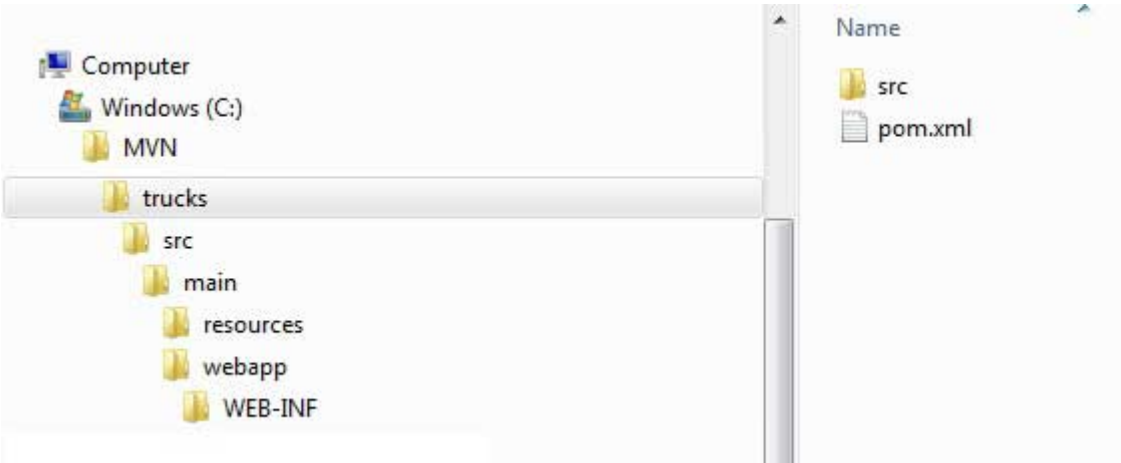 Computer
Windows (C:)
MVN
trucks
src
main
resources
webapp
WEB-INF
Name
src
pom.xml